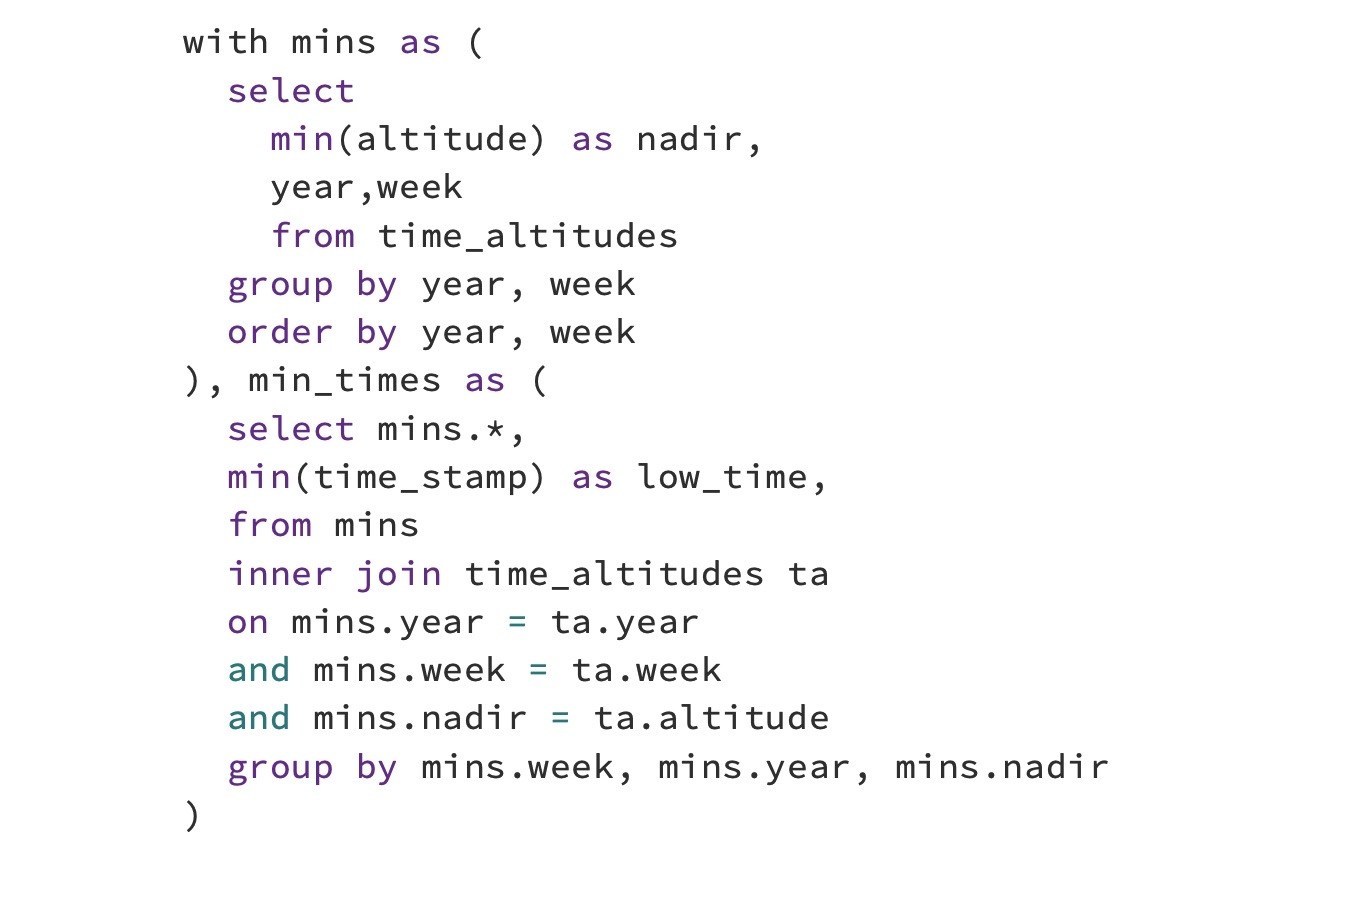 with mins as (
  select
    min(altitude) as nadir,
    year,week
    from time_altitudes
  group by year, week
  order by year, week
), min_times as (
  select mins.*,
  min(time_stamp) as low_time,
  from mins
  inner join time_altitudes ta
  on mins.year = ta.year
  and mins.week = ta.week
  and mins.nadir = ta.altitude
  group by mins.week, mins.year, mins.nadir
)